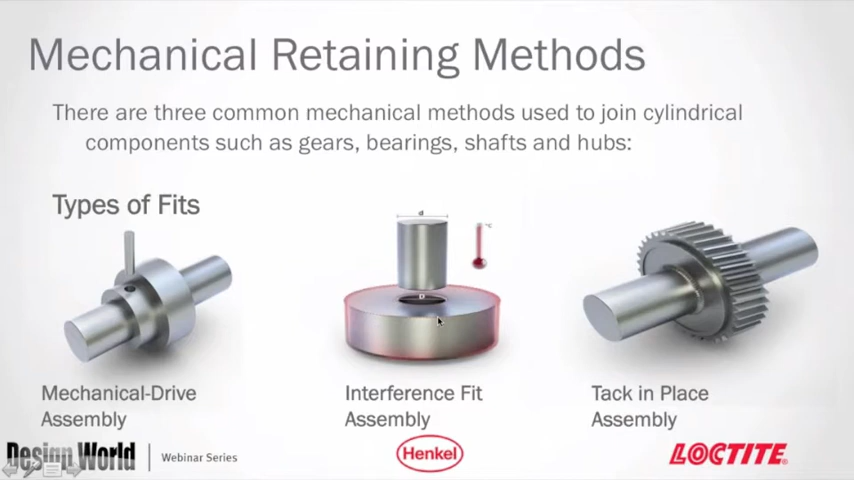 Mechanical Retaining Methods
There are three common mechanical methods used to join cylindrical
components such as gears, bearings, shafts and hubs:
Types of Fits
d
°C
D
Mechanical-Drive
Assembly
Interference Fit
Assembly
Tack in Place
Assembly
Design World
Webinar Series
Henkel
LOCTITE®